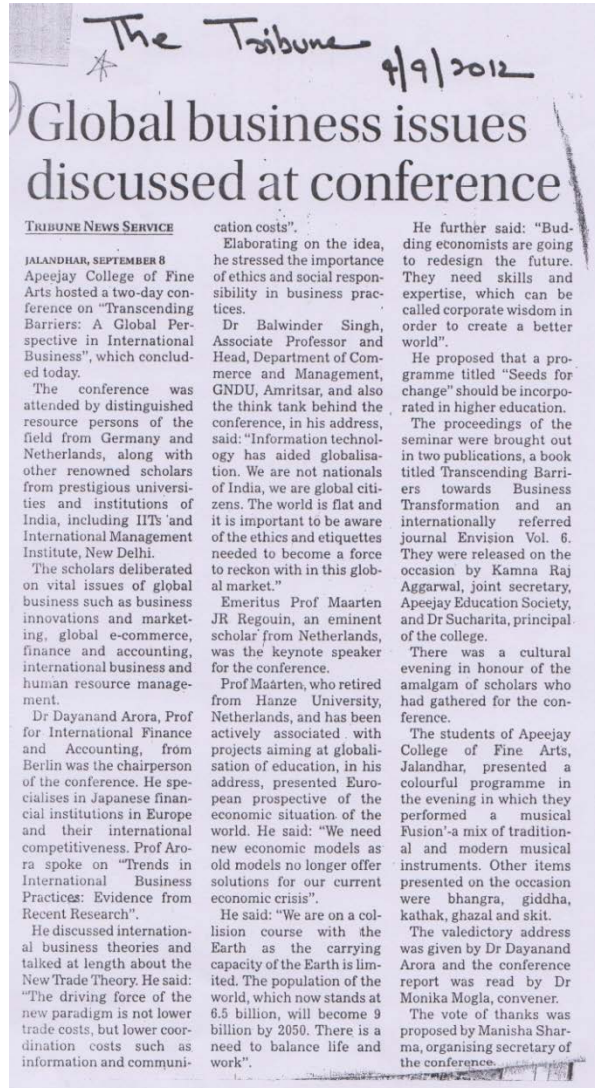 The Tribune
9/9/2012
Global business issues
discussed at conference
TRIBUNE NEWS SERVICE
JALANDHAR, SEPTEMBER 8
Apeejay College of Fine
Arts hosted a two-day con-
ference on "Transcending
Barriers: A Global Per-
spective in International
Business", which conclud-
ed today.
The conference was
attended by distinguished
resource persons of the
field from Germany and
Netherlands, along with
other renowned scholars
from prestigious universi-
ties and institutions of
India, including IITs and
International Management
Institute, New Delhi.
The scholars deliberated
on vital issues of global
business such as business
innovations and market-
ing, global e-commerce,
finance and accounting,
international business and
human resource manage-
ment.
Dr Dayanand Arora, Prof
for International Finance
and Accounting, from
Berlin was the chairperson
of the conference. He spe-
cialises in Japanese finan-
cial institutions in Europe
and their international
competitiveness. Prof Aro-
ra spoke on "Trends in
International Business
Practices: Evidence from
Recent Research".
He discussed internation-
al business theories and
talked at length about the
New Trade Theory. He said:
"The driving force of the
new paradigm is not lower
trade costs, but lower coor-
dination costs such as
information and communi-
cation costs".
Elaborating on the idea,
he stressed the importance
of ethics and social respon-
sibility in business prac-
tices.
Dr Balwinder Singh,
Associate Professor and
Head, Department of Com-
merce and Management,
GNDU, Amritsar, and also
the think tank behind the
conference, in his address,
said: "Information technol-
ogy has aided globalisa-
tion. We are not nationals
of India, we are global citi-
zens. The world is flat and
it is important to be aware
of the ethics and etiquettes
needed to become a force
to reckon with in this glob-
al market."
Emeritus Prof Maarten
JR Regouin, an eminent
scholar from Netherlands,
was the keynote speaker
for the conference.
Prof Maarten, who retired
from Hanze University,
Netherlands, and has been
actively associated with
projects aiming at globali-
sation of education, in his
address, presented Euro-
pean prospective of the
economic situation of the
world. He said: "We need
new economic models as
old models no longer offer
solutions for our current
economic crisis".
He said: "We are on a col-
lision course with the
Earth as the carrying
capacity of the Earth is lim-
ited. The population of the
world, which now stands at
6.5 billion, will become 9
billion by 2050. There is a
need to balance life and
work".
He further said: "Bud-
ding economists are going
to redesign the future.
They need skills and
expertise, which can be
called corporate wisdom in
order to create a better
world".
He proposed that a pro-
gramme titled "Seeds for
change" should be incorpo-
rated in higher education.
The proceedings of the
seminar were brought out
in two publications, a book
titled Transcending Barri-
ers towards Business
Transformation and an
internationally referred
journal Envision Vol. 6.
They were released on the
occasion by Kamna Raj
Aggarwal, joint secretary,
Apeejay Education Society,
and Dr Sucharita, principal
of the college.
There was a cultural
evening in honour of the
amalgam of scholars who
had gathered for the con-
ference.
The students of Apeejay
College of Fine Arts,
Jalandhar, presented a
colourful programme in
the evening in which they
performed a musical
Fusion'-a mix of tradition-
al and modern musical
instruments. Other items
presented on the occasion
were bhangra, giddha,
kathak, ghazal and skit.
The valedictory address
was given by Dr Dayanand
Arora and the conference
report was read by Dr
Monika Mogla, convener.
The vote of thanks was
proposed by Manisha Shar-
ma, organising secretary of
the conference.